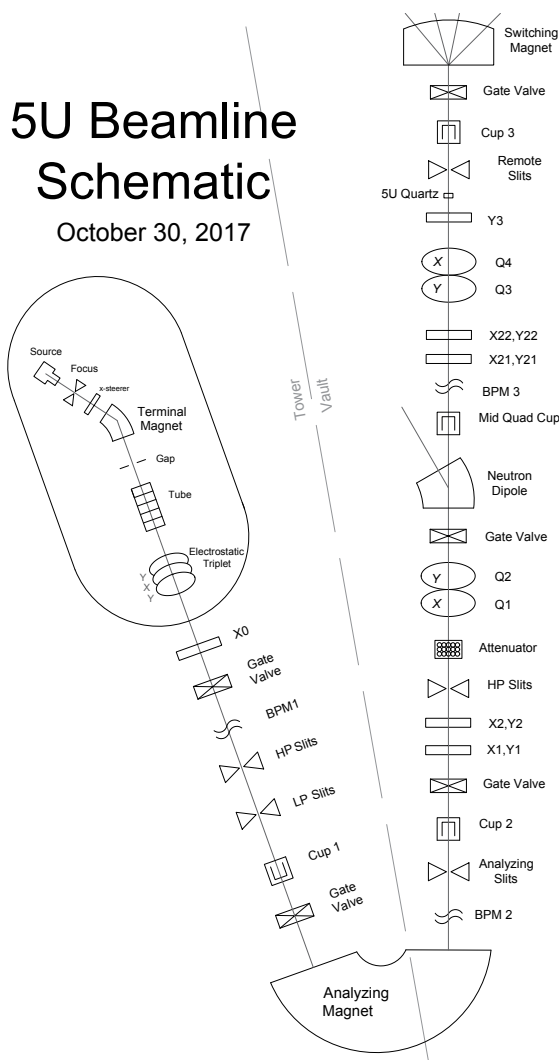 5U Beamline
Schematic
October 30, 2017
Source
Focus
x-steerer
Terminal
Magnet
Gap
Tube
Electrostatic
Triplet
Y
X
Y
X0
Gate
Valve
BPM1
HP Slits
LP Slits
Cup 1
Gate
Valve
Analyzing
Magnet
Tower
Vault
Switching
Magnet
Gate Valve
Cup 3
Remote
Slits
5U Quartz
Y3
X Q4
Y Q3
X22,Y22
X21,Y21
BPM 3
Mid Quad Cup
Neutron
Dipole
Gate Valve
Y Q2
X Q1
Attenuator
HP Slits
X2,Y2
X1,Y1
Gate Valve
Cup 2
Analyzing
Slits
BPM 2